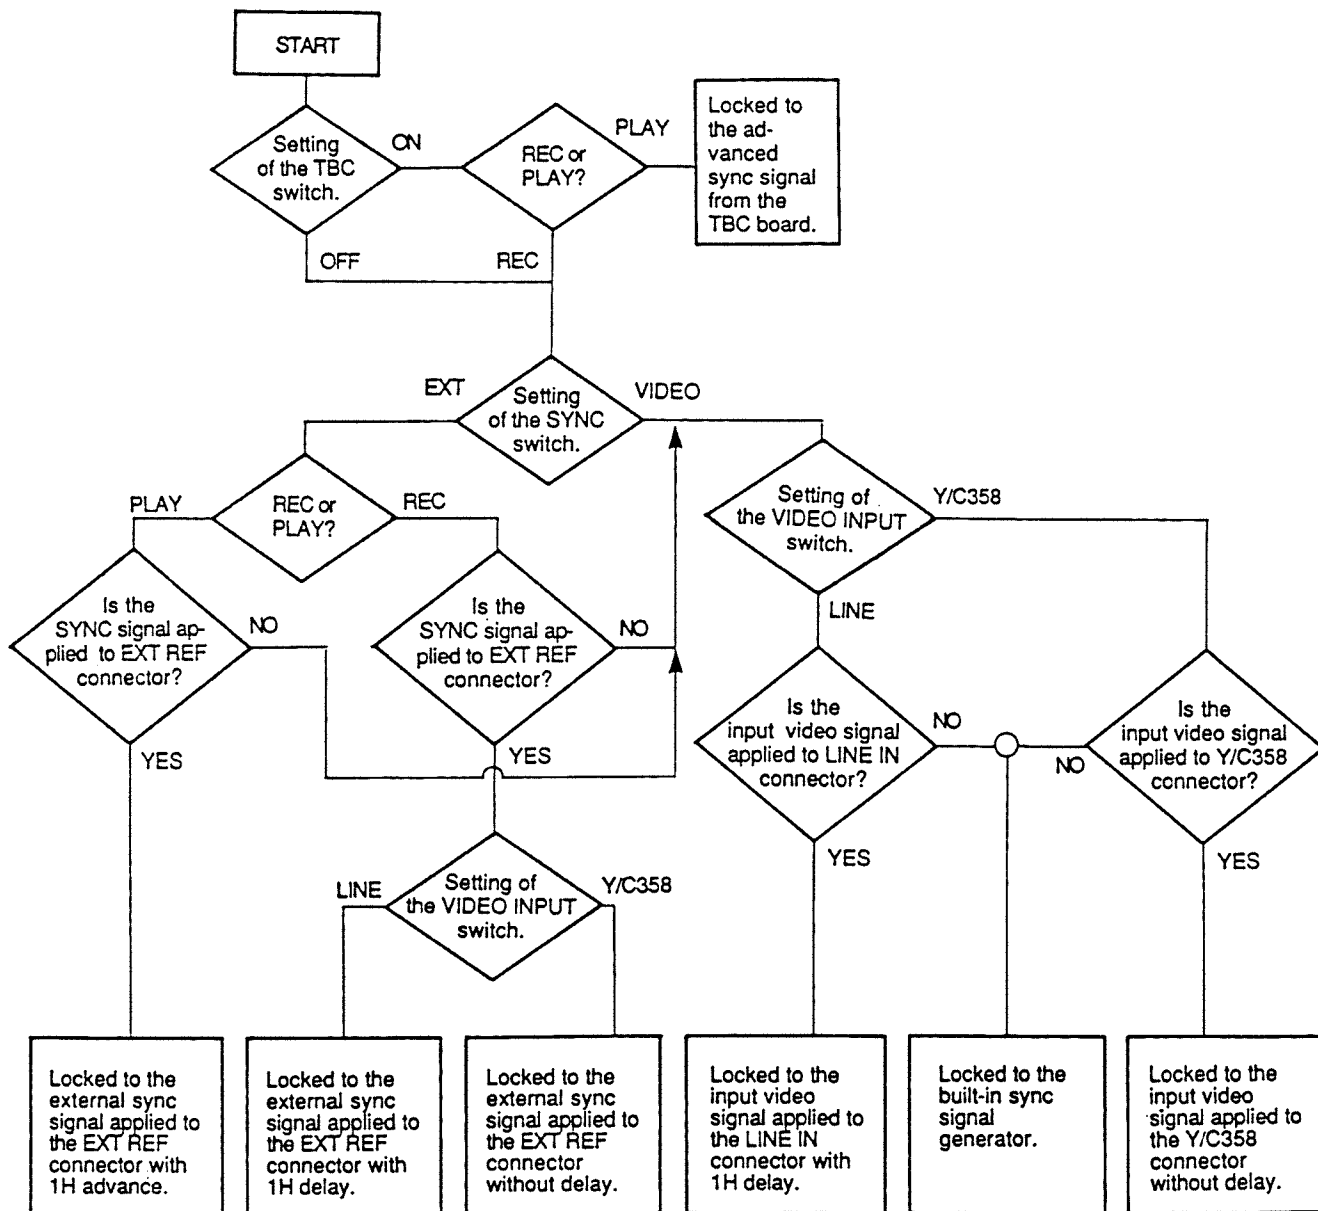 START
Setting
of the TBC
switch.
ON
REC or
PLAY?
PLAY
Locked to
the ad-
vanced
sync signal
from the
TBC board.
OFF
REC
EXT
Setting
of the SYNC
switch.
VIDEO
PLAY
REC or
PLAY?
REC
Setting of
the VIDEO INPUT
switch.
Y/C358
LINE
Is the
SYNC signal ap-
plied to EXT REF
connector?
NO
YES
Is the
SYNC signal ap-
plied to EXT REF
connector?
NO
YES
Is the
input video signal
applied to LINE IN
connector?
NO
YES
Is the
input video signal
applied to Y/C358
connector?
NO
YES
LINE
Setting of
the VIDEO INPUT
switch.
Y/C358
Locked to the
external sync
signal applied to
the EXT REF
connector with
1H advance.
Locked to the
external sync
signal applied to
the EXT REF
connector with
1H delay.
Locked to the
external sync
signal applied to
the EXT REF
connector
without delay.
Locked to the
input video
signal applied to
the LINE IN
connector with
1H delay.
Locked to the
built-in sync
signal
generator.
Locked to the
input video
signal applied to
the Y/C358
connector
without delay.